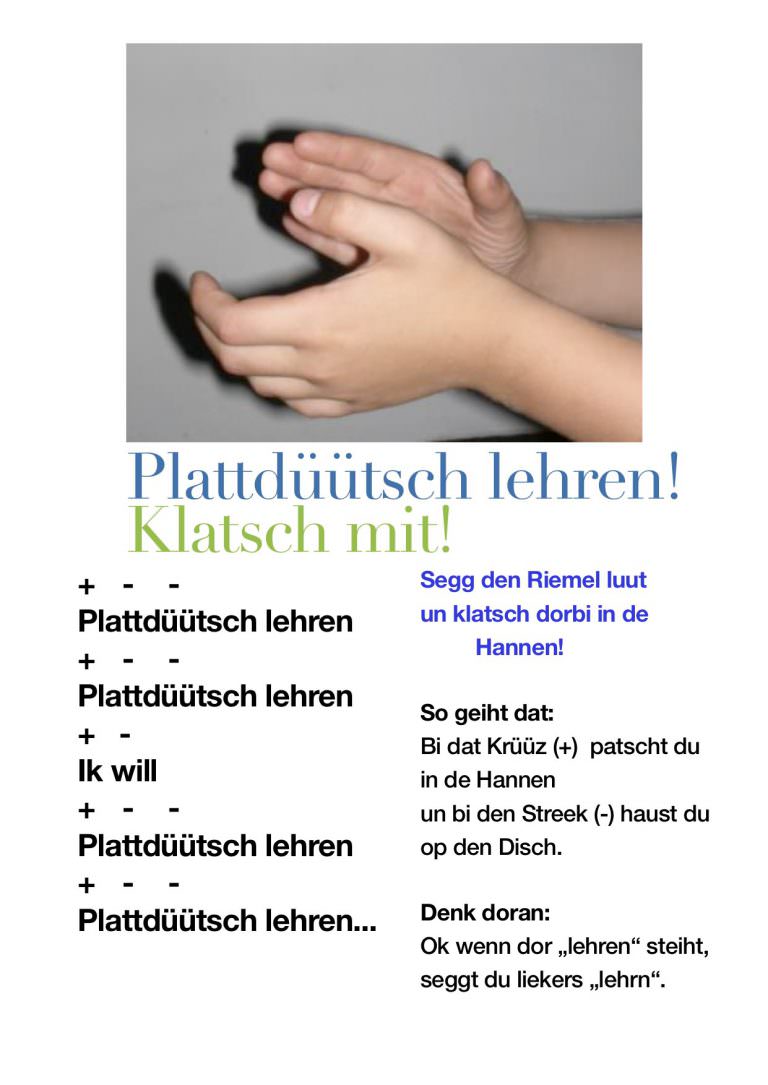 Plattdüütsch lehren!
Klatsch mit!
+ - -
Plattdüütsch lehren
+ - -
Plattdüütsch lehren
+ -
Ik will
+ - -
Plattdüütsch lehren
+ - -
Plattdüütsch lehren...
Segg den Riemel luut
un klatsch dorbi in de
Hannen!
So geiht dat:
Bi dat Krüüz (+) patscht du
in de Hannen
un bi den Streek (-) haust du
op den Disch.
Denk doran:
Ok wenn dor „lehren“ steiht,
seggt du liekers „lehrn“.